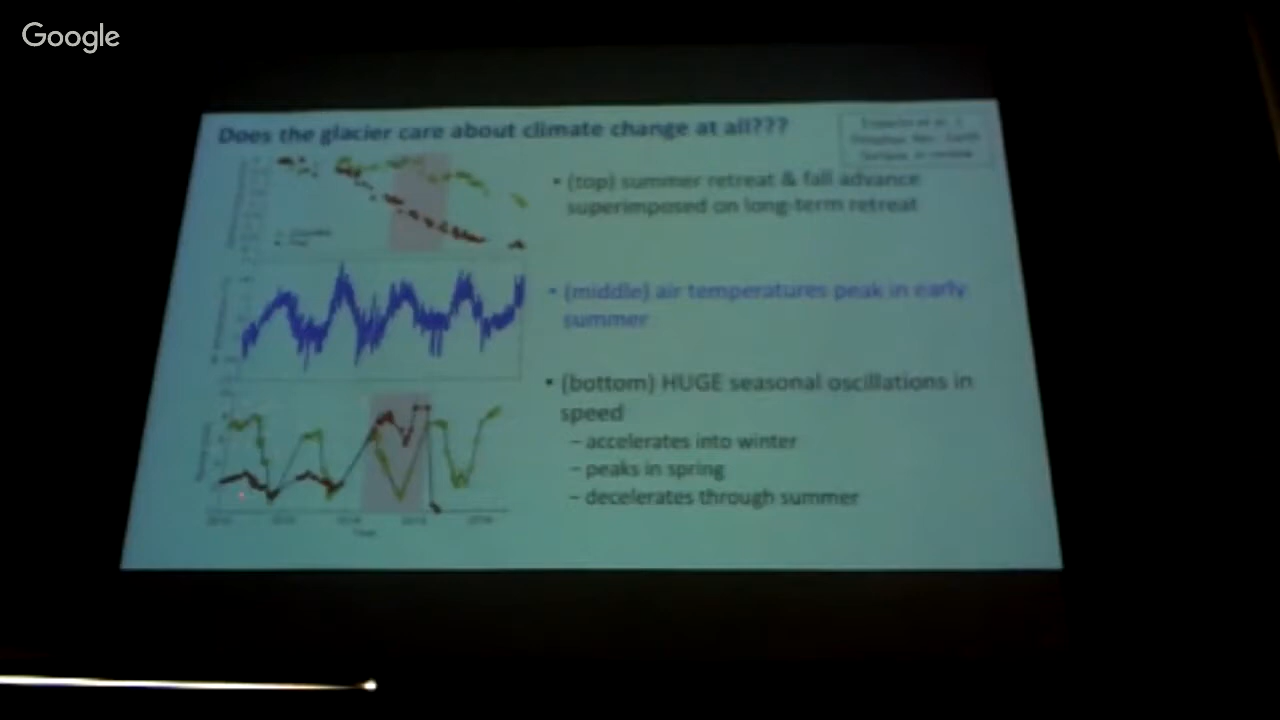 Google
Does the glacier care about climate change at all???
• (top) summer retreat & fall advance
superimposed on long-term retreat
• (middle) air temperatures peak in early
summer
• (bottom) HUGE seasonal oscillations in
speed
– accelerates into winter
– peaks in spring
– decelerates through summer